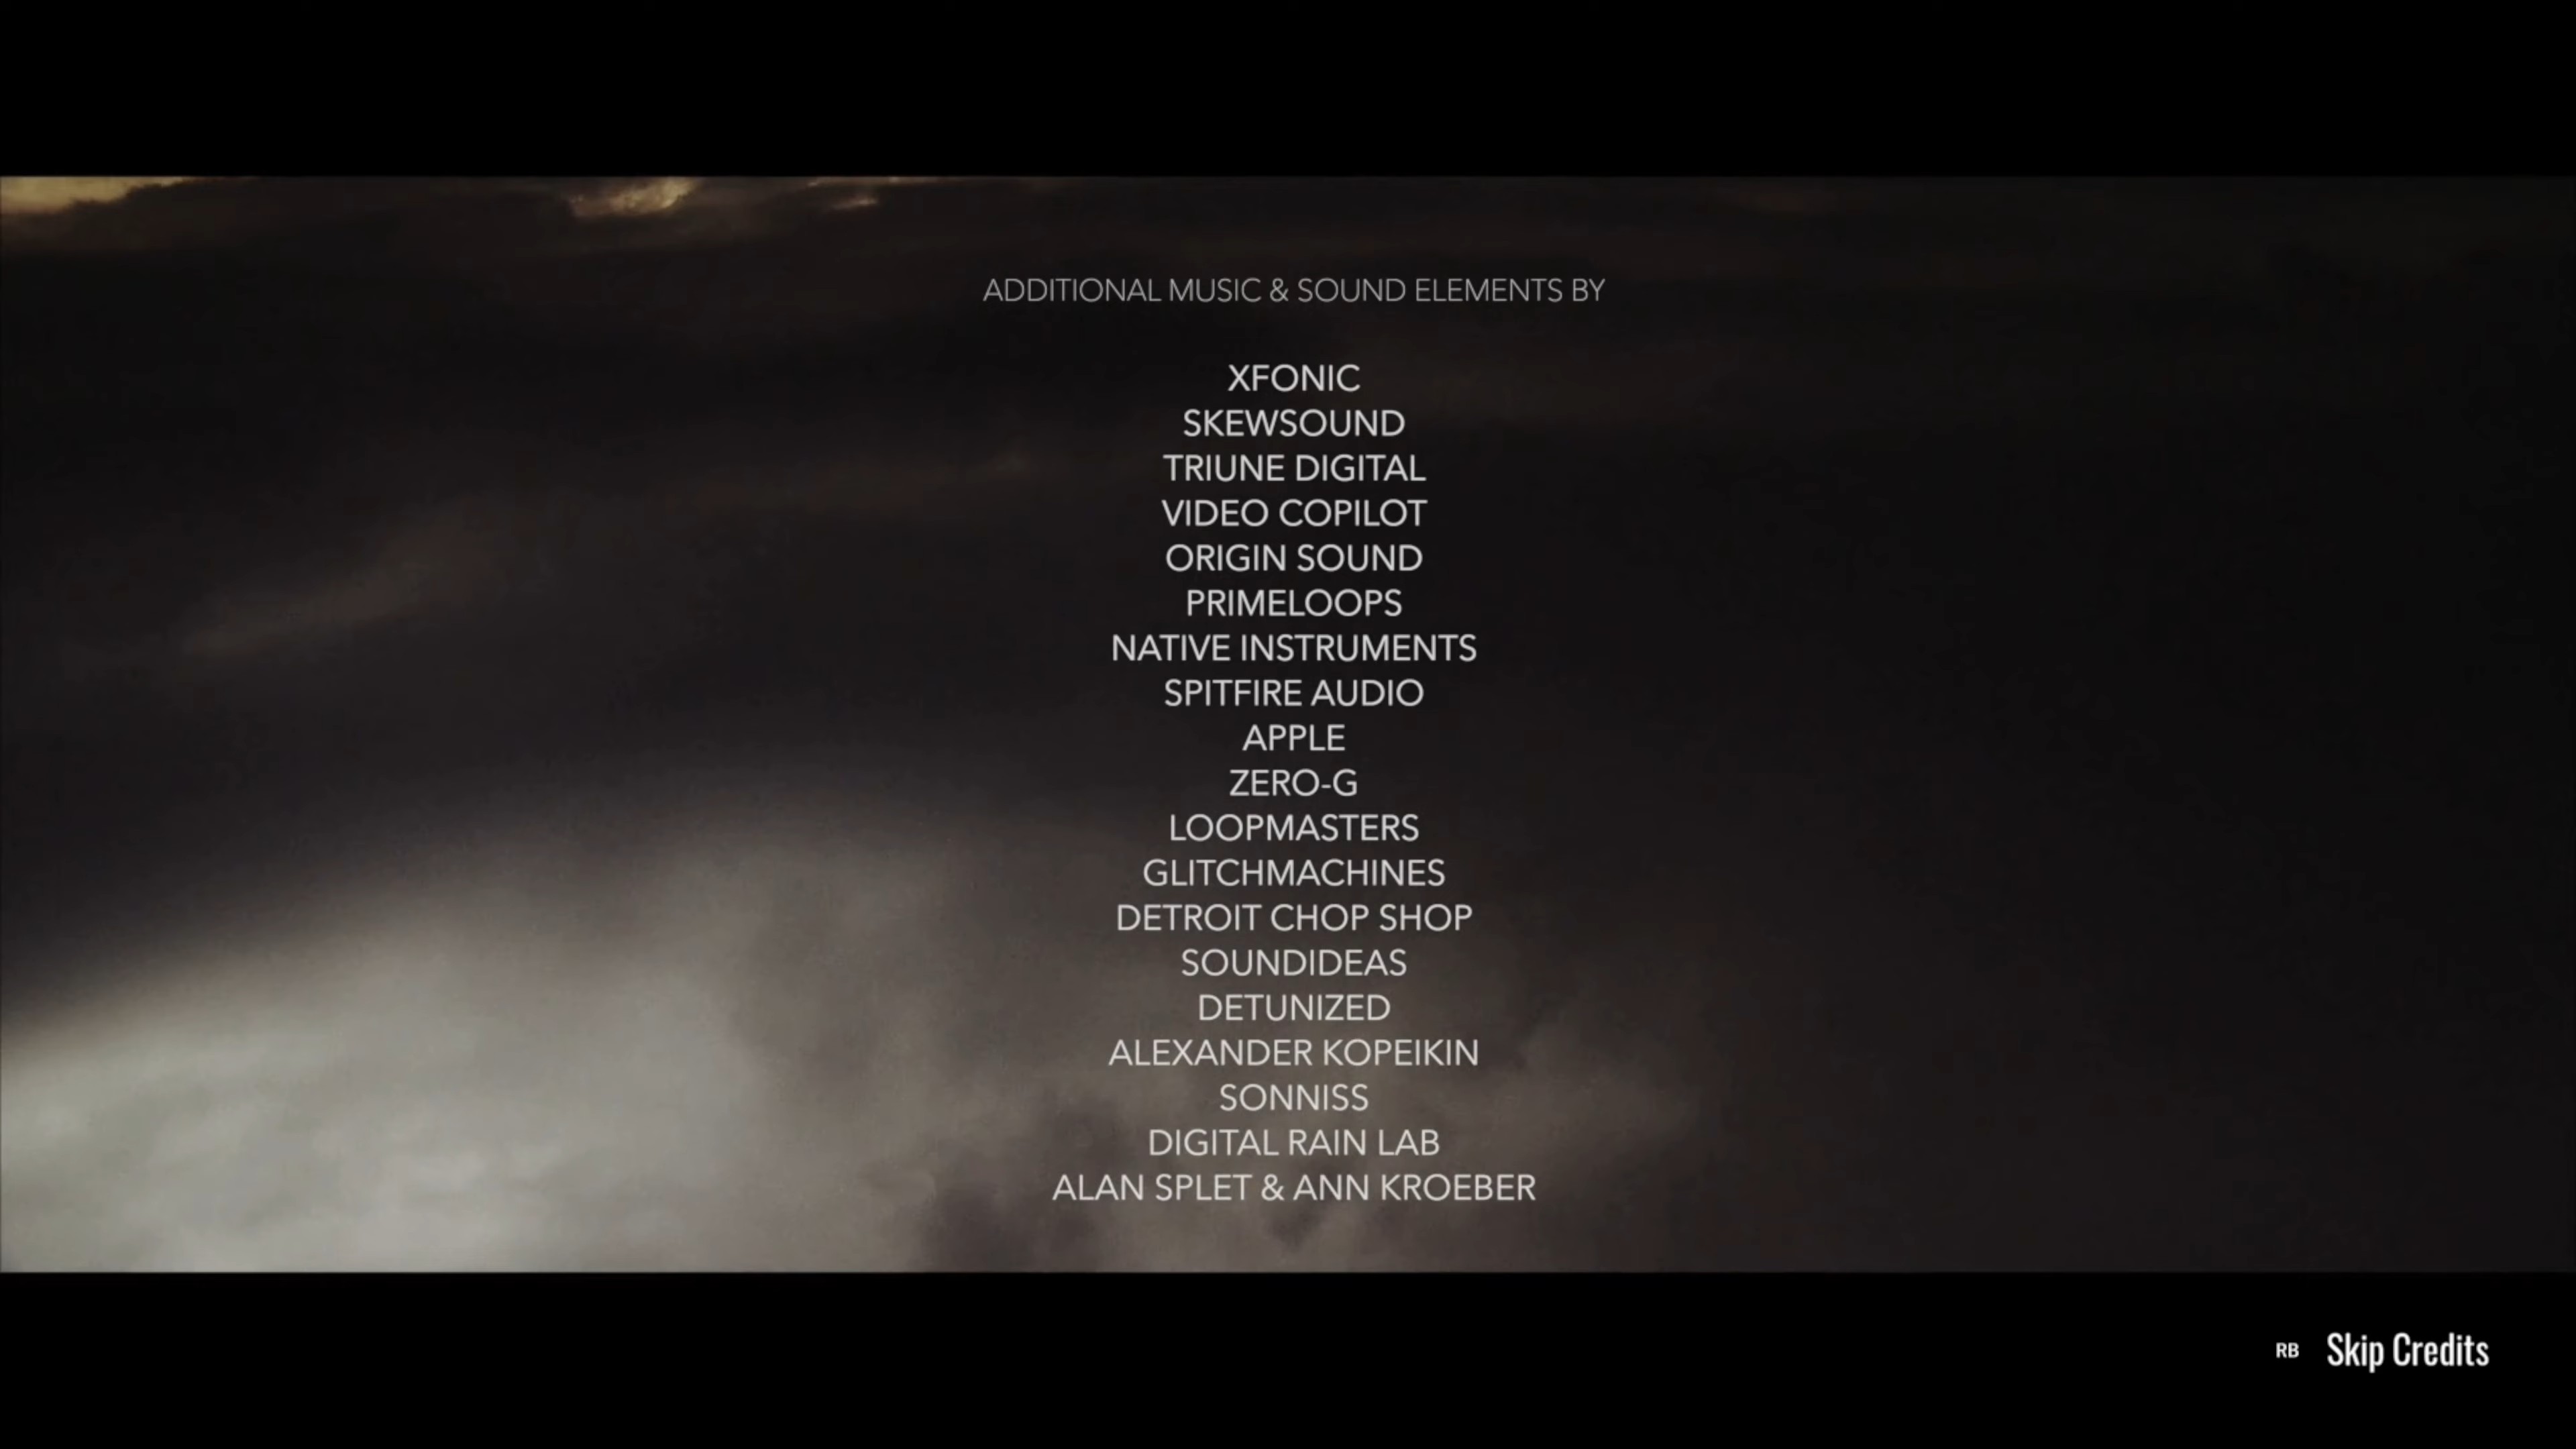 ADDITIONAL MUSIC & SOUND ELEMENTS BY
XFONIC
SKEWSOUND
TRIUNE DIGITAL
VIDEO COPILOT
ORIGIN SOUND
PRIMELOOPS
NATIVE INSTRUMENTS
SPITFIRE AUDIO
APPLE
ZERO-G
LOOPMASTERS
GLITCHMACHINES
DETROIT CHOP SHOP
SOUNDIDEAS
DETUNIZED
ALEXANDER KOPEIKIN
SONNISS
DIGITAL RAIN LAB
ALAN SPLET & ANN KROEBER
RB Skip Credits